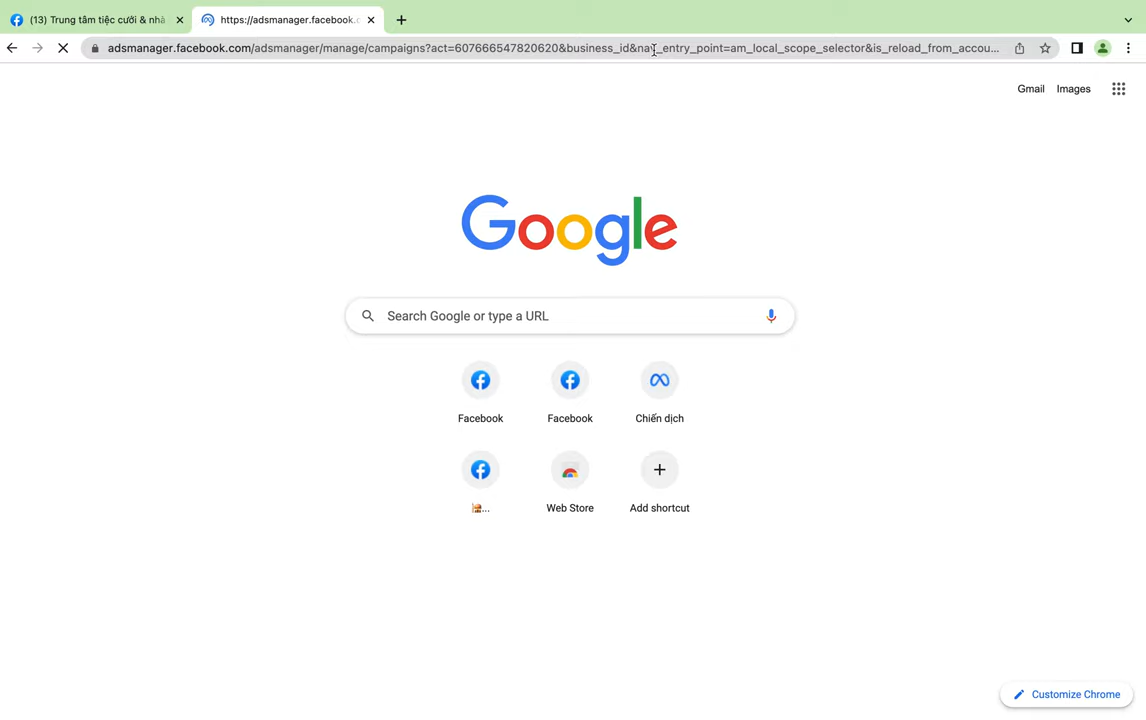 (13) Trung tâm tiệc cưới & nhà
https://adsmanager.facebook.c
adsmanager.facebook.com/adsmanager/manage/campaigns?act=607666547820620&business_id&nav_entry_point=am_local_scope_selector&is_reload_from_accou...
Gmail Images
Google
Search Google or type a URL
Facebook Facebook Chiến dịch
... Web Store Add shortcut
Customize Chrome